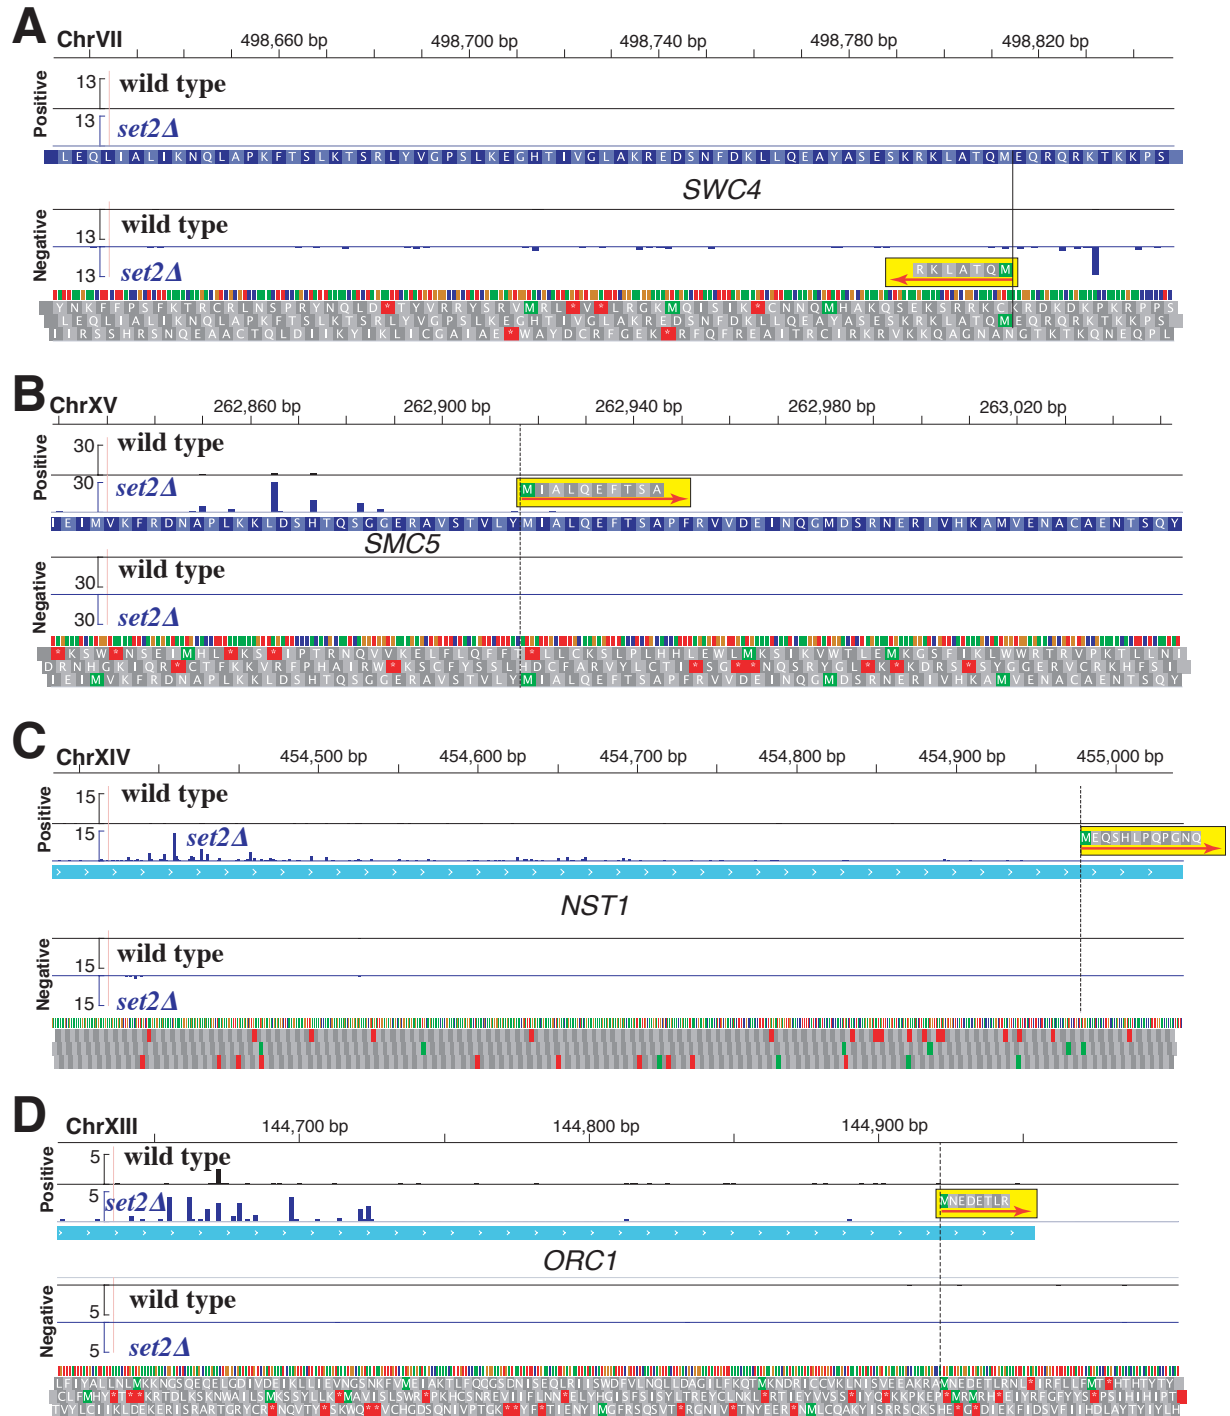 A
ChrVII
498,660 bp 498,700 bp 498,740 bp 498,780 bp 498,820 bp
Positive
13 wild type
13 set2Δ
LEQLIALIKNQLAPKFTSLKTSRLYVGPSLKEGHTIVGLAKREDSNFDKLLQEAYASESKRKLATQMEQRQRKTKKPS
SWC4
Negative
13 wild type
13 set2Δ
RKLATQM
LEQLIALIKNQLAPKFTSLKTSRLYVGPSLKEGHTIVGLAKREDSNFDKLLQEAYASESKRKLATQMEQRQRKTKKPS
B
ChrXV
262,860 bp 262,900 bp 262,940 bp 262,980 bp 263,020 bp
Positive
30 wild type
30 set2Δ
MIALQEFTSA
IEIMVKFRDNAPLKKLDSHTQSGGERAVSTVLYMIALQEFTSAPFRVVDEINQGMDSRNERIVHKAMVENACAENTSQY
SMC5
Negative
30 wild type
30 set2Δ
IEIMVKFRDNAPLKKLDSHTQSGGERAVSTVLYMIALQEFTSAPFRVVDEINQGMDSRNERIVHKAMVENACAENTSQY
C
ChrXIV
454,500 bp 454,600 bp 454,700 bp 454,800 bp 454,900 bp 455,000 bp
Positive
15 wild type
15 set2Δ
MEQSHLPQPGNQ
NST1
Negative
15 wild type
15 set2Δ
D
ChrXIII
144,700 bp 144,800 bp 144,900 bp
Positive
5 wild type
5 set2Δ
VNEDETLR
ORC1
Negative
5 wild type
5 set2Δ